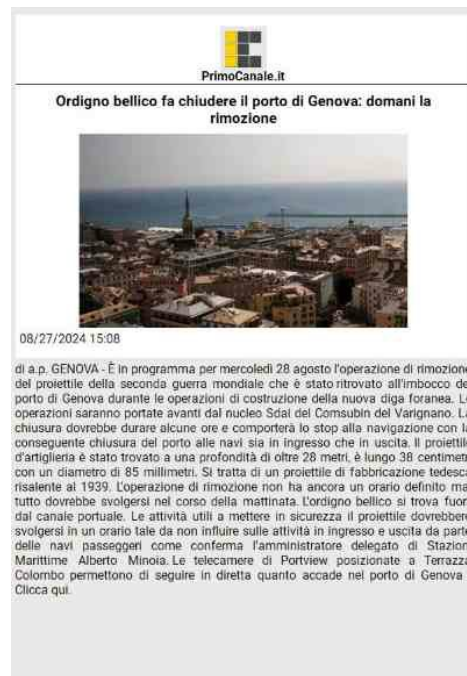 PrimoCanale.it
Ordigno bellico fa chiudere il porto di Genova: domani la
rimozione
08/27/2024 15:08
di a.p. GENOVA - È in programma per mercoledì 28 agosto l'operazione di rimozione
del proiettile della seconda guerra mondiale che è stato ritrovato all'imbocco de
porto di Genova durante le operazioni di costruzione della nuova diga foranea. L
operazioni saranno portate avanti dal nucleo Sdai del Comsubin del Varignano. L
chiusura dovrebbe durare alcune ore e comporterà lo stop alla navigazione con la
conseguente chiusura del porto alle navi sia in ingresso che in uscita. Il proiettile
d'artiglieria è stato trovato a una profondità di oltre 28 metri, è lungo 38 centimetr
con un diametro di 85 millimetri. Si tratta di un proiettile di fabbricazione tedesca
risalente al 1939. L'operazione di rimozione non ha ancora un orario definito ma
tutto dovrebbe svolgersi nel corso della mattinata. L'ordigno bellico si trova fuor
dal canale portuale. Le attività utili a mettere in sicurezza il proiettile dovrebbero
svolgersi in un orario tale da non influire sulle attività in ingresso e uscita da parte
delle navi passeggeri come conferma l'amministratore delegato di Stazion
Marittime Alberto Minoia. Le telecamere di Portview posizionate a Terrazza
Colombo permettono di seguire in diretta quanto accade nel porto di Genova.
Clicca qui.